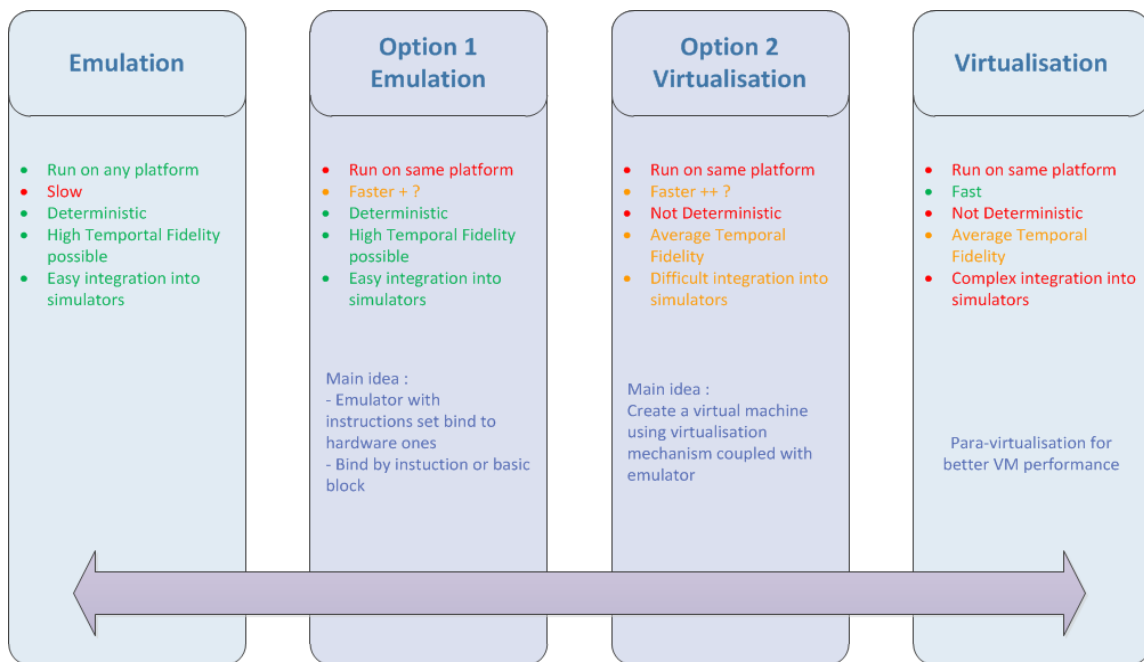 Emulation
• Run on any platform
• Slow
• Deterministic
• High Temportal Fidelity
possible
• Easy integration into
simulators
Option 1
Emulation
• Run on same platform
• Faster + ?
• Deterministic
• High Temporal Fidelity
possible
• Easy integration into
simulators
Main idea :
- Emulator with
instructions set bind to
hardware ones
- Bind by instuction or basic
block
Option 2
Virtualisation
• Run on same platform
• Faster ++ ?
• Not Deterministic
• Average Temporal
Fidelity
• Difficult integration into
simulators
Main idea :
Create a virtual machine
using virtualisation
mechanism coupled with
emulator
Virtualisation
• Run on same platform
• Fast
• Not Deterministic
• Average Temporal
Fidelity
• Complex integration into
simulators
Para-virtualisation for
better VM performance